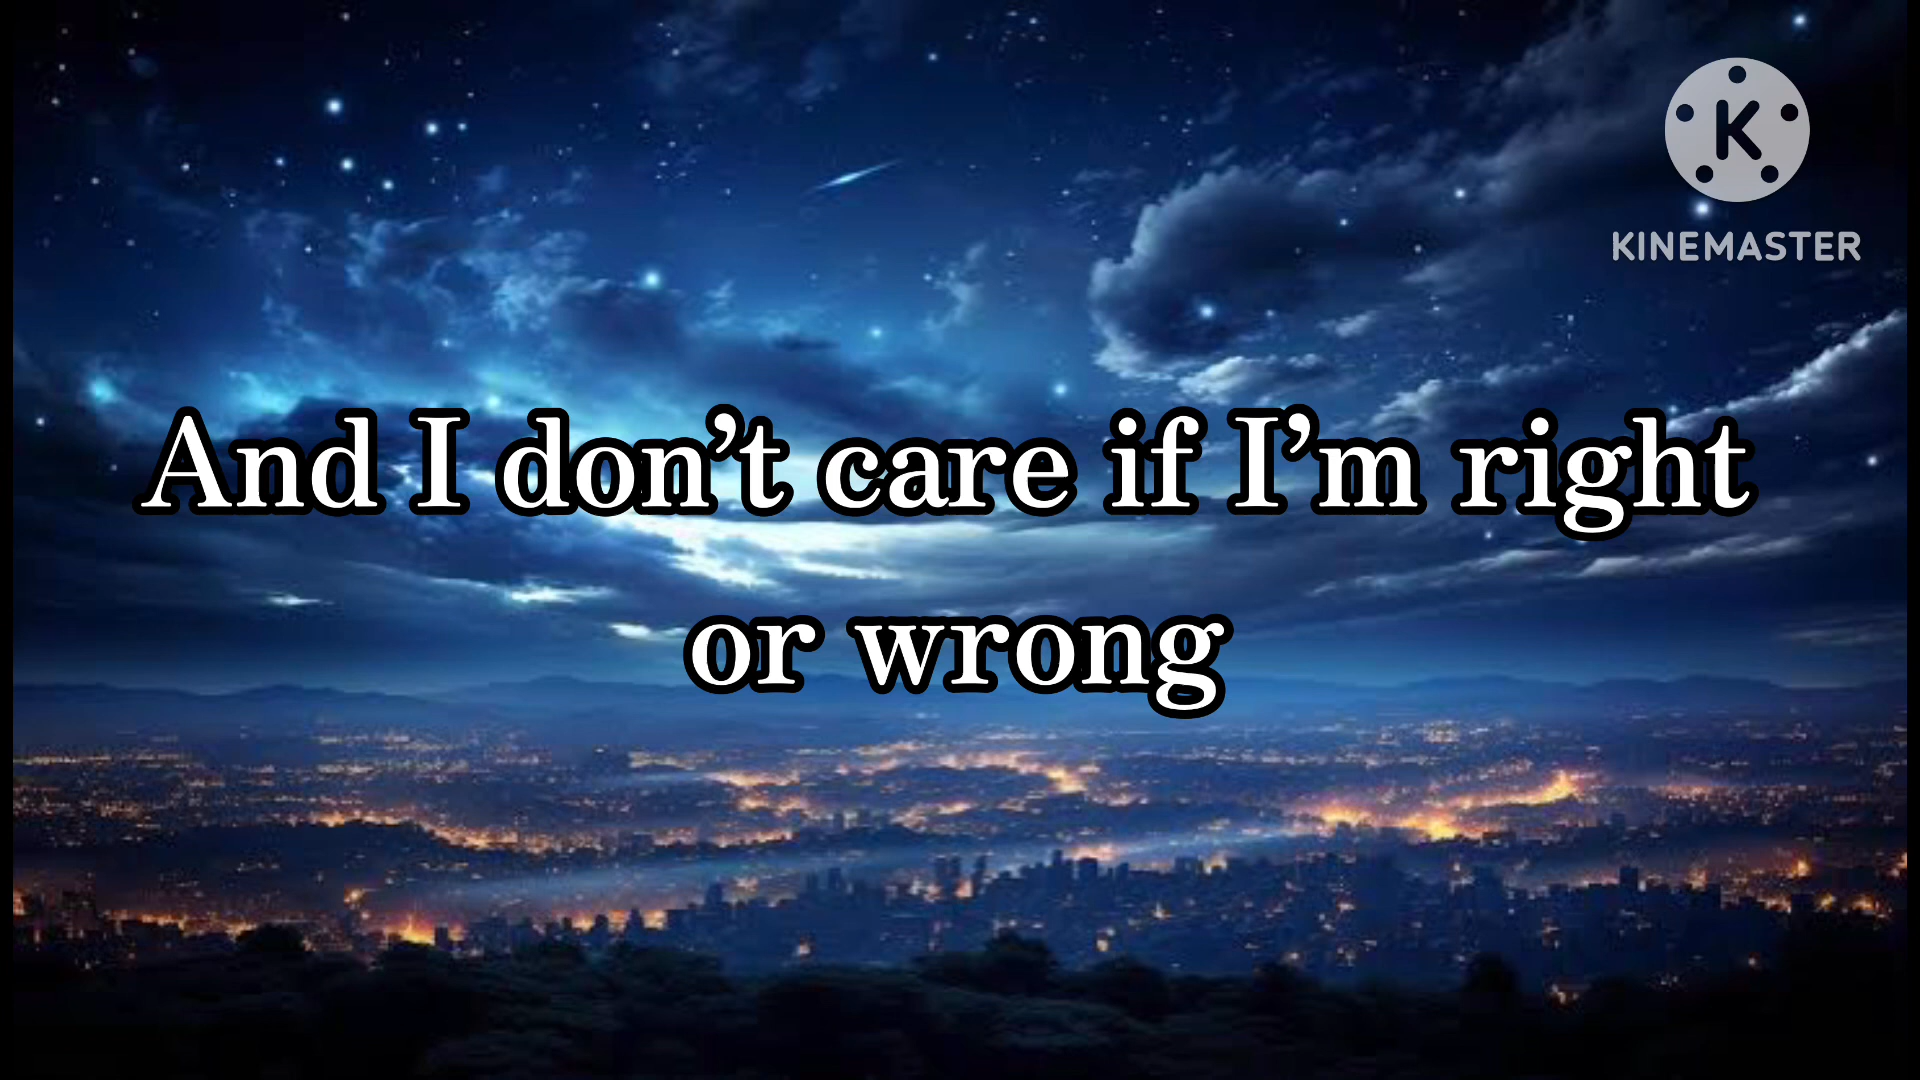 K
KINEMASTER
And I don’t care if I’m right
or wrong